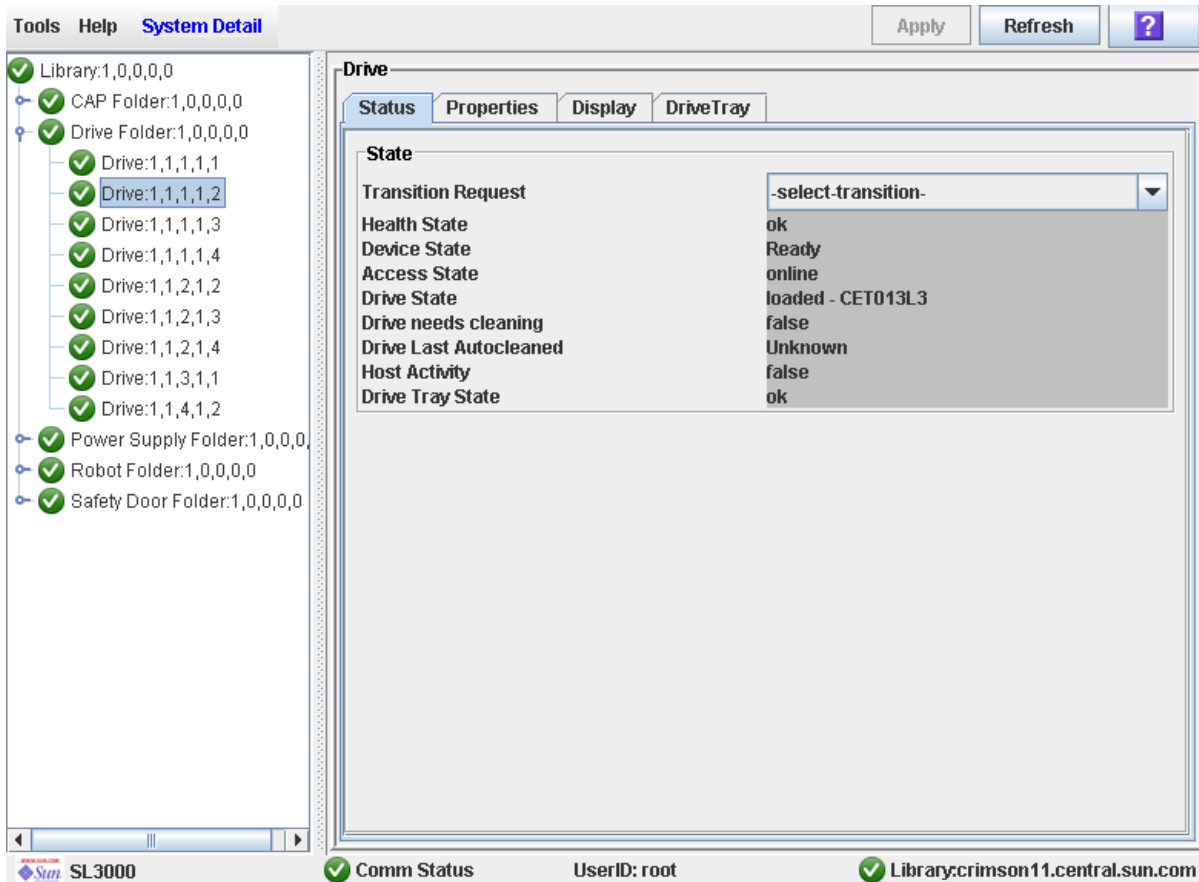 Tools Help System Detail
Apply Refresh ?
Library:1,0,0,0,0
CAP Folder:1,0,0,0,0
Drive Folder:1,0,0,0,0
Drive:1,1,1,1,1
Drive:1,1,1,1,2
Drive:1,1,1,1,3
Drive:1,1,1,1,4
Drive:1,1,2,1,2
Drive:1,1,2,1,3
Drive:1,1,2,1,4
Drive:1,1,3,1,1
Drive:1,1,4,1,2
Power Supply Folder:1,0,0,0,
Robot Folder:1,0,0,0,0
Safety Door Folder:1,0,0,0,0
Drive
Status Properties Display DriveTray
State
Transition Request -select-transition-
Health State ok
Device State Ready
Access State online
Drive State loaded - CET013L3
Drive needs cleaning false
Drive Last Autocleaned Unknown
Host Activity false
Drive Tray State ok
Sun SL3000 Comm Status UserID: root Library:crimson11.central.sun.com